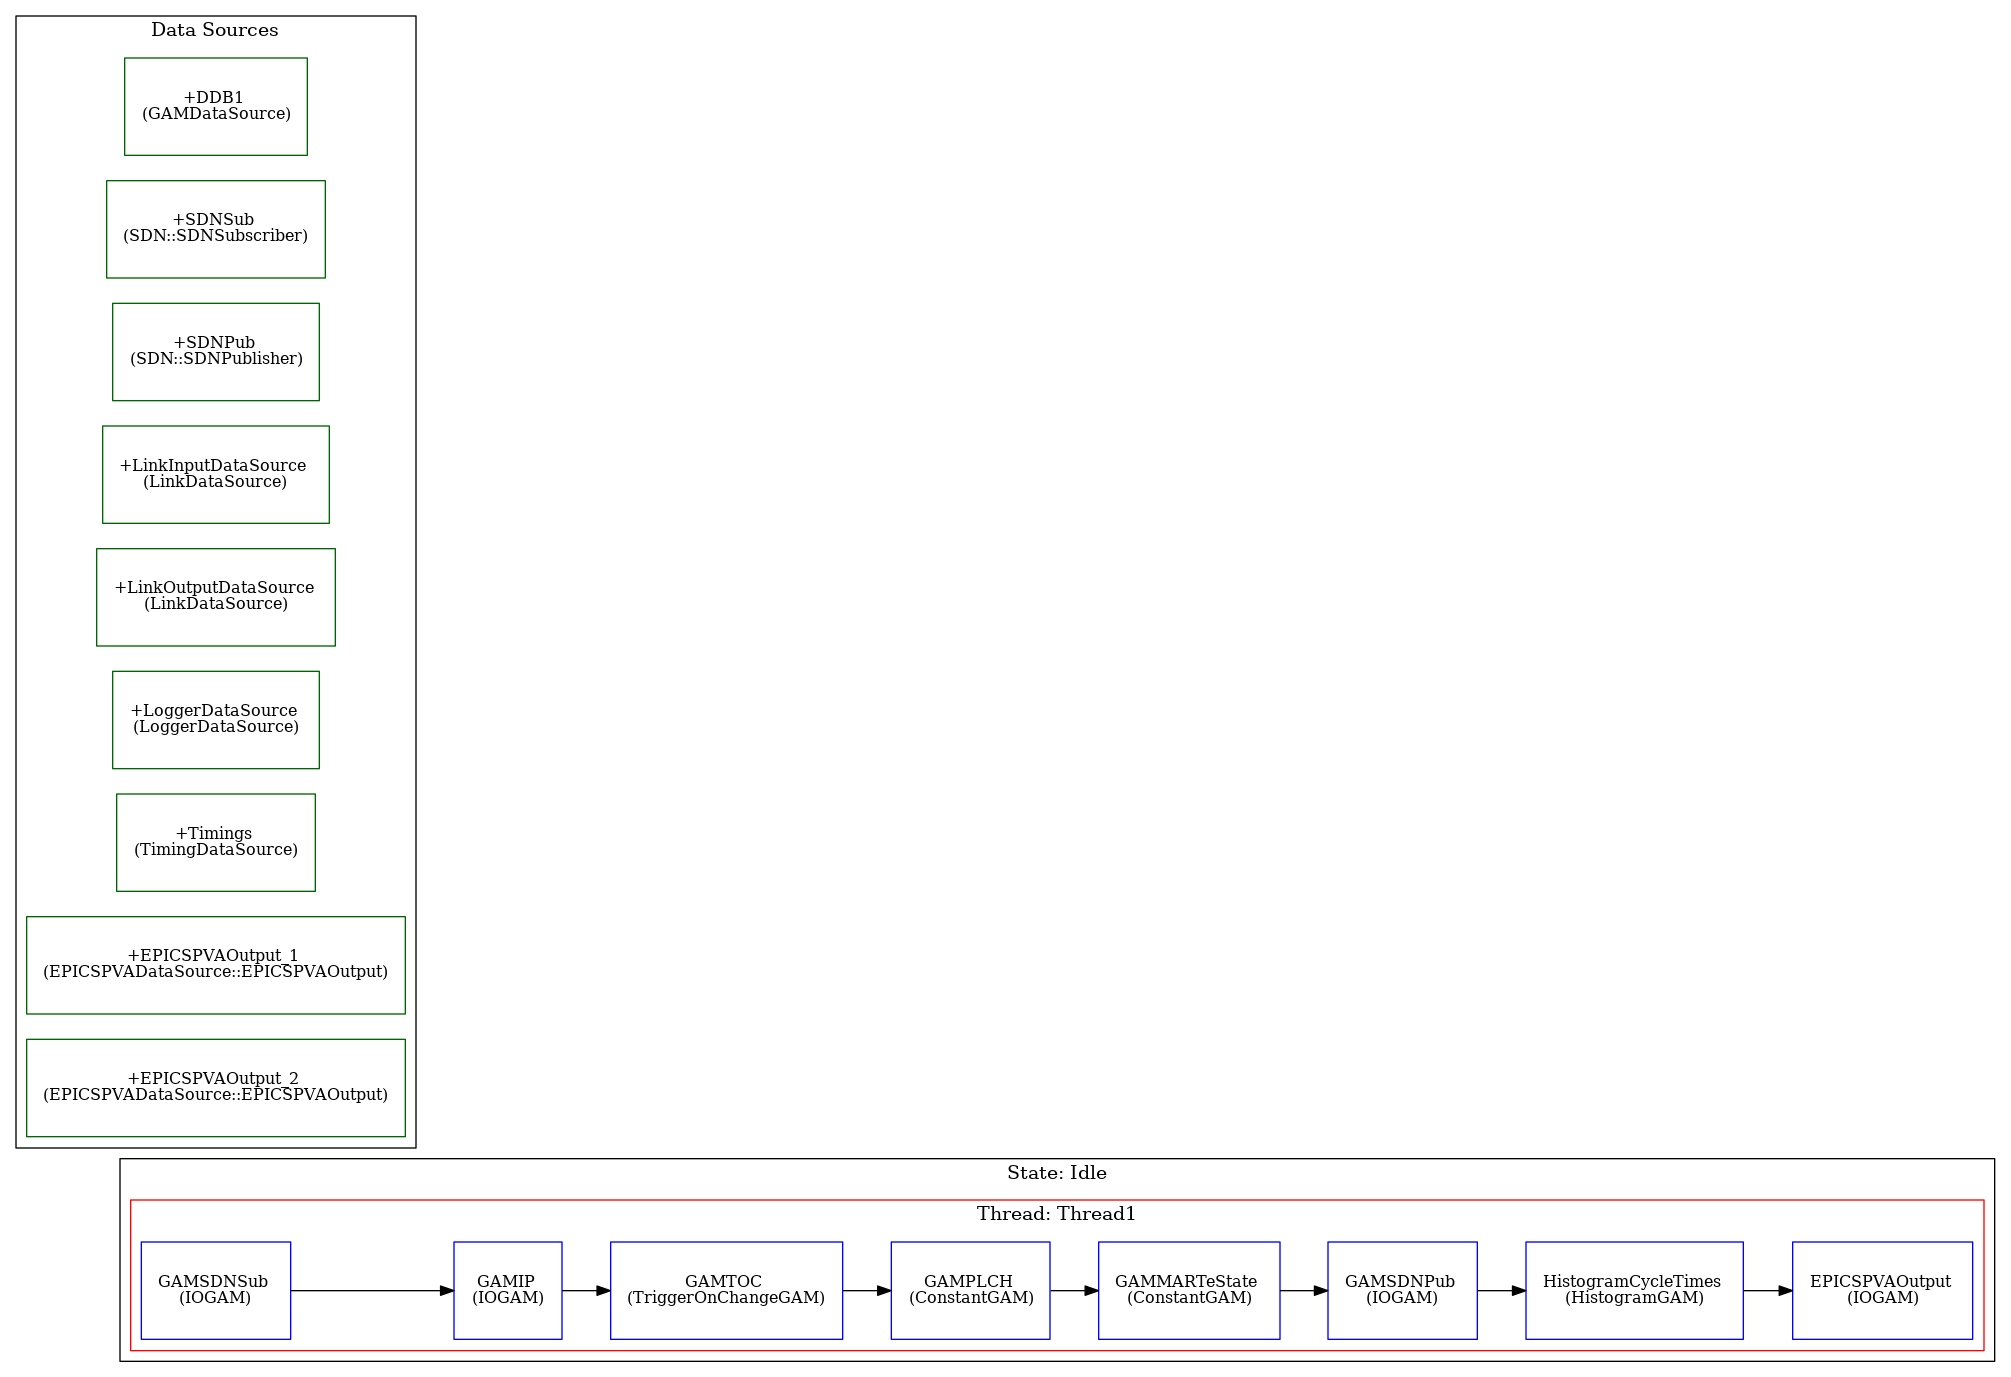 Data Sources
+DDB1
(GAMDataSource)
+SDNSub
(SDN::SDNSubscriber)
+SDNPub
(SDN::SDNPublisher)
+LinkInputDataSource
(LinkDataSource)
+LinkOutputDataSource
(LinkDataSource)
+LoggerDataSource
(LoggerDataSource)
+Timings
(TimingDataSource)
+EPICSPVAOutput_1
(EPICSPVADataSource::EPICSPVAOutput)
+EPICSPVAOutput_2
(EPICSPVADataSource::EPICSPVAOutput)
State: Idle
Thread: Thread1
GAMSDNSub
(IOGAM)
GAMIP
(IOGAM)
GAMTOC
(TriggerOnChangeGAM)
GAMPLCH
(ConstantGAM)
GAMMARTeState
(ConstantGAM)
GAMSDNPub
(IOGAM)
HistogramCycleTimes
(HistogramGAM)
EPICSPVAOutput
(IOGAM)